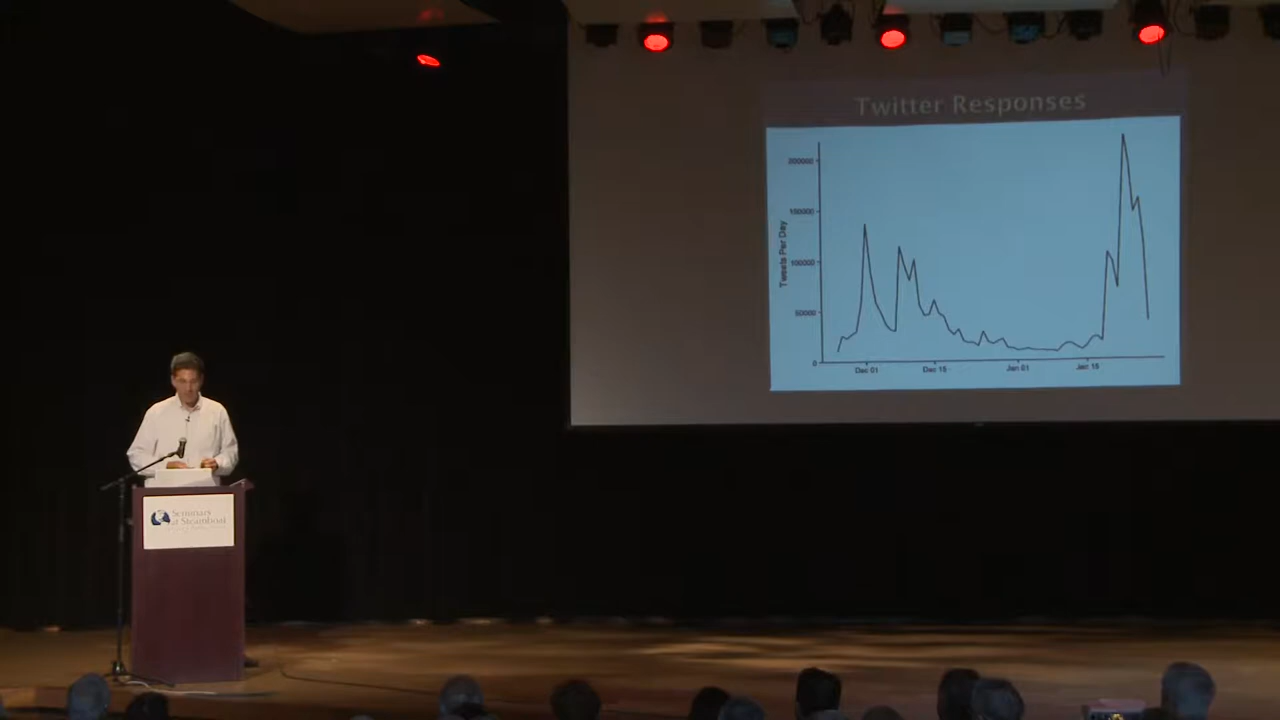 Twitter Responses
200000
150000
100000
50000
0
Tweets Per Day
Dec 01
Dec 15
Jan 01
Jan 15
Seminars
at Steamboat